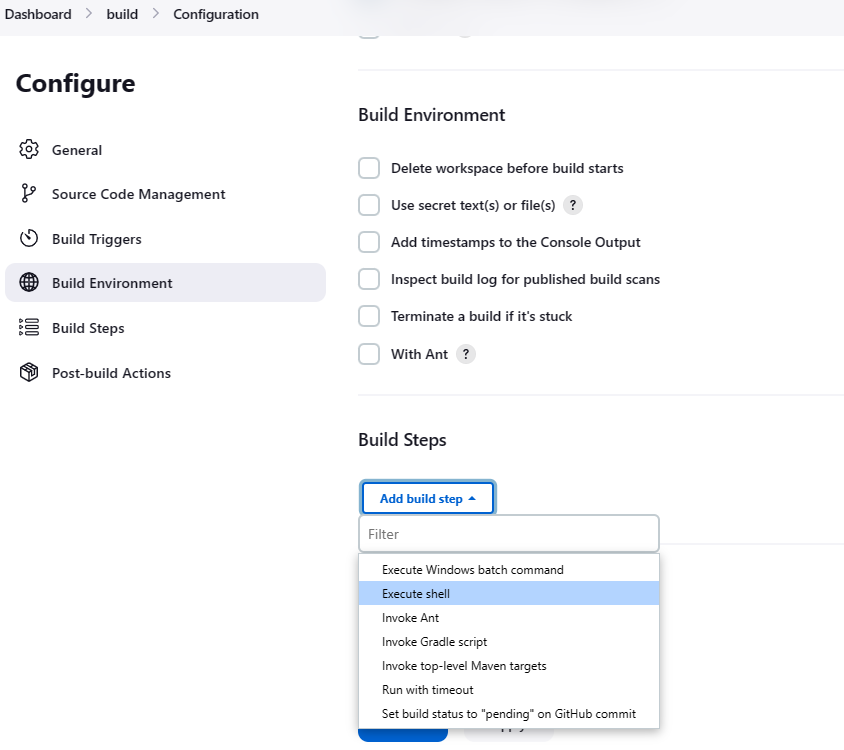 Dashboard > build > Configuration
Configure
General
Source Code Management
Build Triggers
Build Environment
Build Steps
Post-build Actions
Build Environment
Delete workspace before build starts
Use secret text(s) or file(s) ?
Add timestamps to the Console Output
Inspect build log for published build scans
Terminate a build if it's stuck
With Ant ?
Build Steps
Add build step
Filter
Execute Windows batch command
Execute shell
Invoke Ant
Invoke Gradle script
Invoke top-level Maven targets
Run with timeout
Set build status to "pending" on GitHub commit